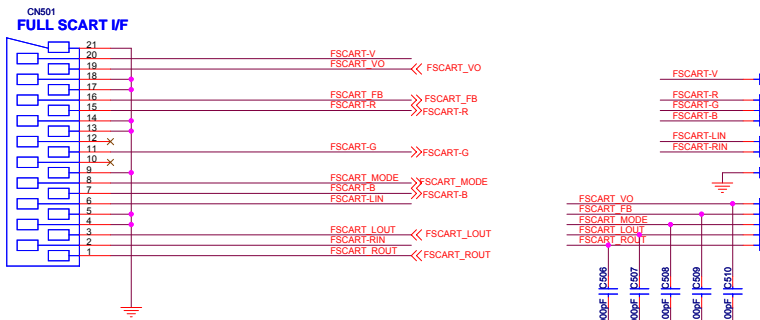 CN501
FULL SCART I/F
21
20 FSCART-V
19 FSCART_VO FSCART_VO
18
17
16 FSCART_FB FSCART_FB
15 FSCART-R FSCART-R
14
13
12
11 FSCART-G FSCART-G
10
9
8 FSCART_MODE FSCART_MODE
7 FSCART-B FSCART-B
6 FSCART-LIN
5
4
3 FSCART_LOUT FSCART_LOUT
2 FSCART-RIN
1 FSCART_ROUT FSCART_ROUT
FSCART-V
FSCART-R
FSCART-G
FSCART-B
FSCART-LIN
FSCART-RIN
FSCART_VO
FSCART_FB
FSCART_MODE
FSCART_LOUT
FSCART_ROUT
C506
C507
C508
C509
C510